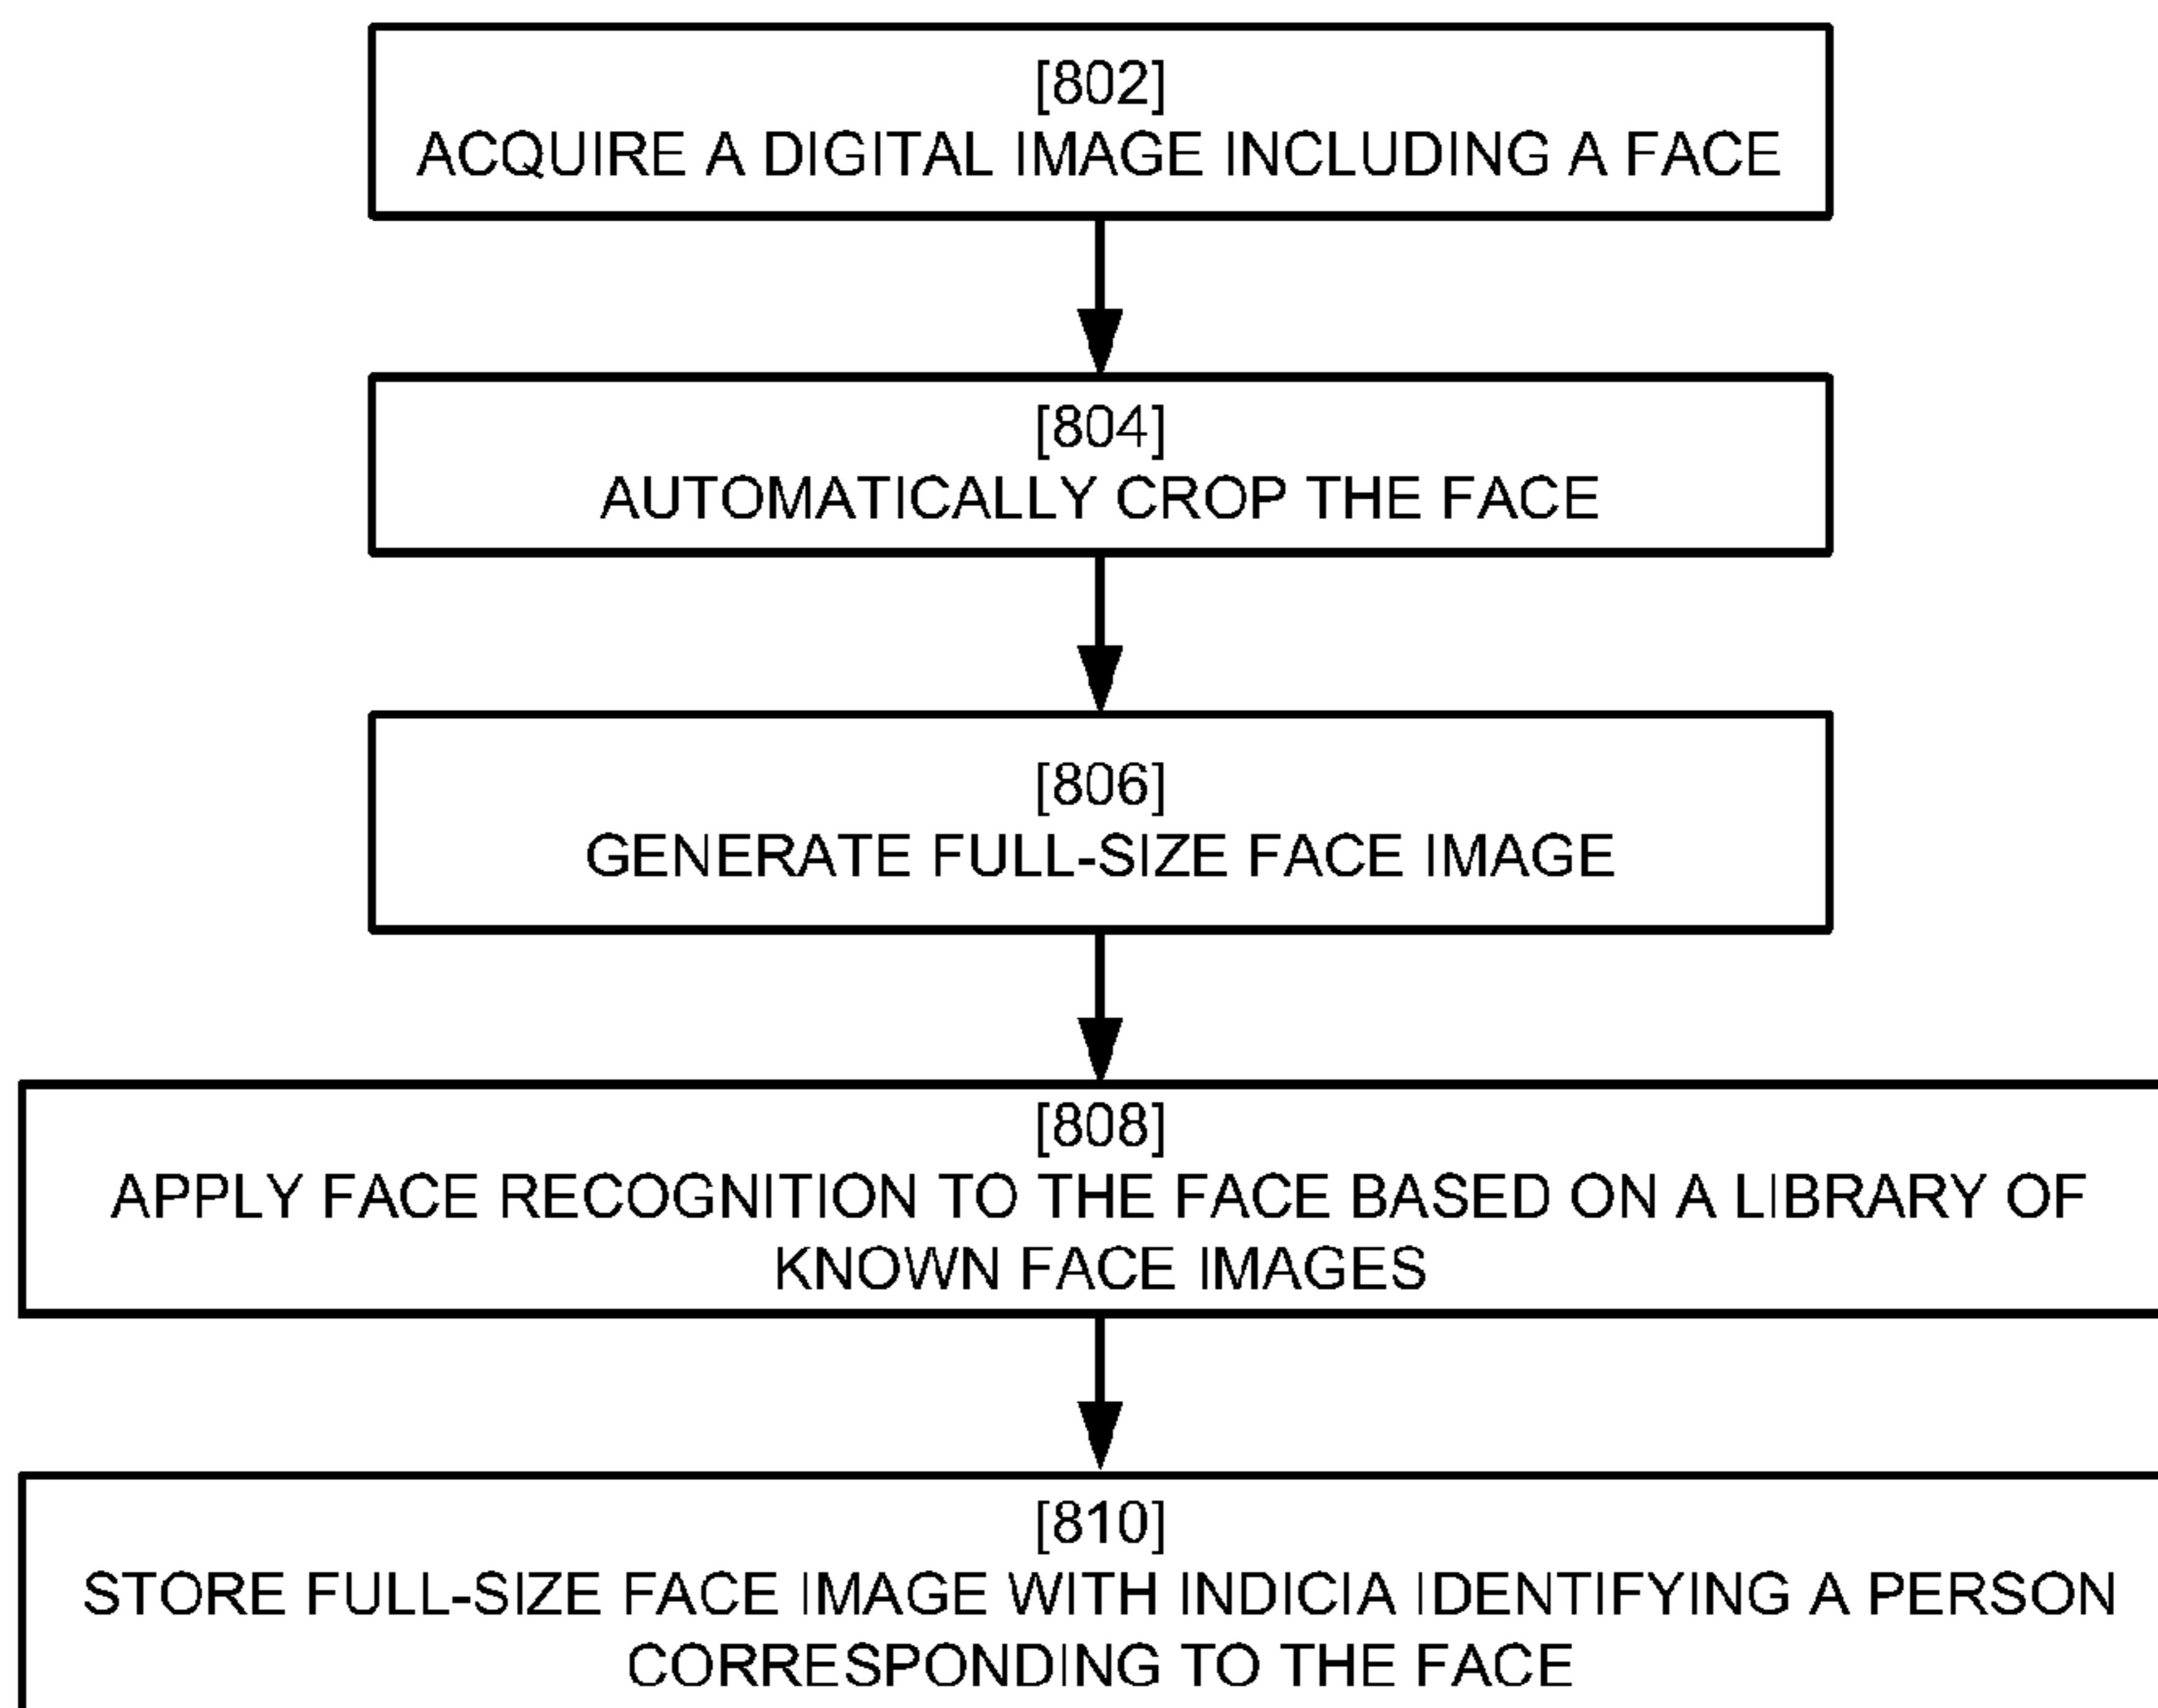 [802]
ACQUIRE A DIGITAL IMAGE INCLUDING A FACE
[804]
AUTOMATICALLY CROP THE FACE
[806]
GENERATE FULL-SIZE FACE IMAGE
[808]
APPLY FACE RECOGNITION TO THE FACE BASED ON A LIBRARY OF
KNOWN FACE IMAGES
[810]
STORE FULL-SIZE FACE IMAGE WITH INDICIA IDENTIFYING A PERSON
CORRESPONDING TO THE FACE